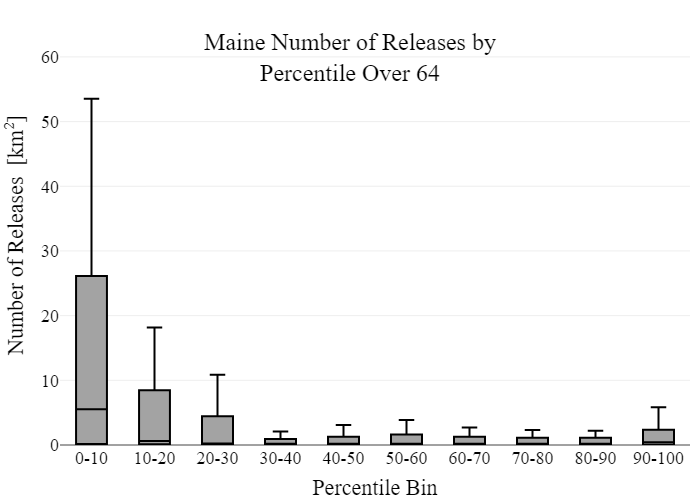 Maine Number of Releases by
Percentile Over 64
Number of Releases [km²]
60
50
40
30
20
10
0
0-10 10-20 20-30 30-40 40-50 50-60 60-70 70-80 80-90 90-100
Percentile Bin